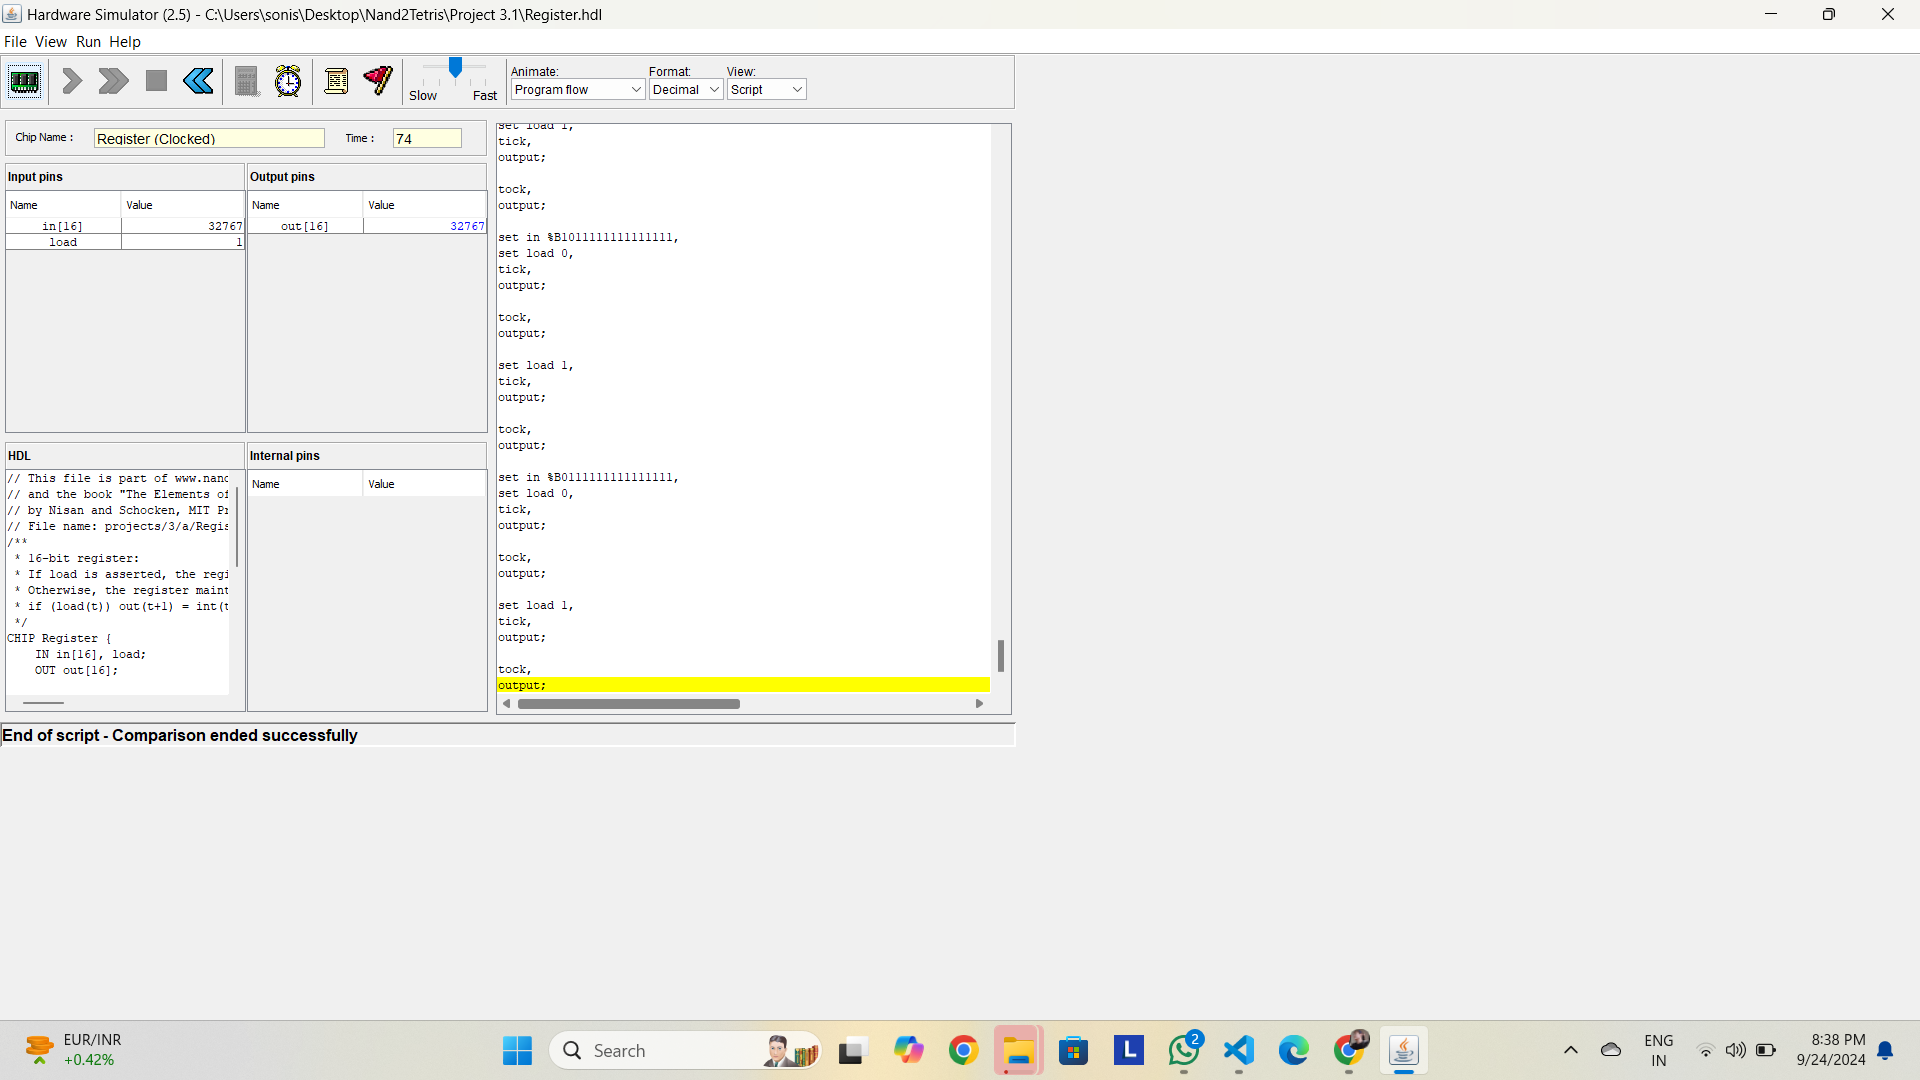 Hardware Simulator (2.5) - C:\Users\sonis\Desktop\Nand2Tetris\Project 3.1\Register.hdl
File View Run Help
Slow Fast
Animate: Format: View:
Program flow Decimal Script
Chip Name : Register (Clocked) Time : 74
Input pins
Name Value
in[16] 32767
load 1
Output pins
Name Value
out[16] 32767
HDL
// This file is part of www.nand
// and the book "The Elements of
// by Nisan and Schocken, MIT Pr
// File name: projects/3/a/Regis
/**
* 16-bit register:
* If load is asserted, the regi
* Otherwise, the register maint
* if (load(t)) out(t+1) = int(t
*/
CHIP Register {
IN in[16], load;
OUT out[16];
Internal pins
Name Value
set load 1,
tick,
output;
tock,
output;
set in %B1011111111111111,
set load 0,
tick,
output;
tock,
output;
set load 1,
tick,
output;
tock,
output;
set in %B0111111111111111,
set load 0,
tick,
output;
tock,
output;
set load 1,
tick,
output;
tock,
output;
End of script - Comparison ended successfully
EUR/INR
+0.42%
Search
L
2
ENG
IN
8:38 PM
9/24/2024